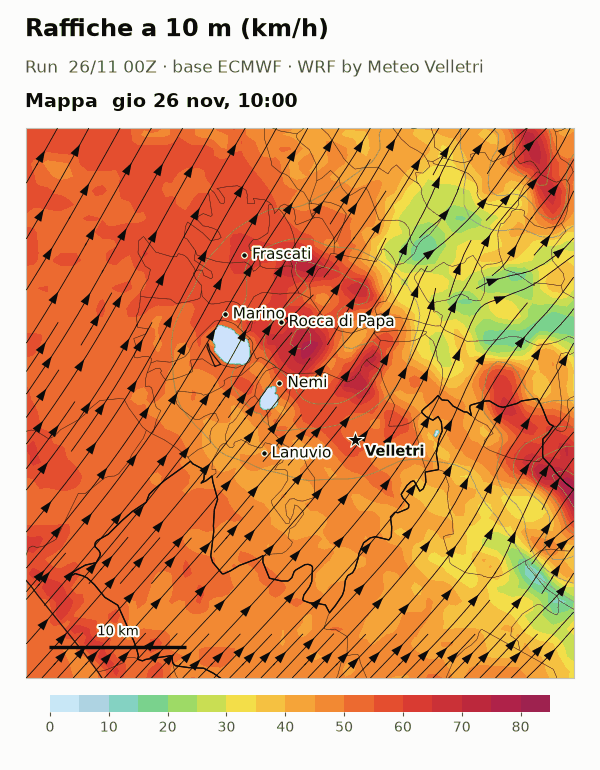 Raffiche a 10 m (km/h)
Run  26/11 00Z · base ECMWF · WRF by Meteo Velletri
Mappa  gio 26 nov, 10:00
Frascati
Marino
Rocca di Papa
Nemi
Velletri
Lanuvio
10 km
0 10 20 30 40 50 60 70 80